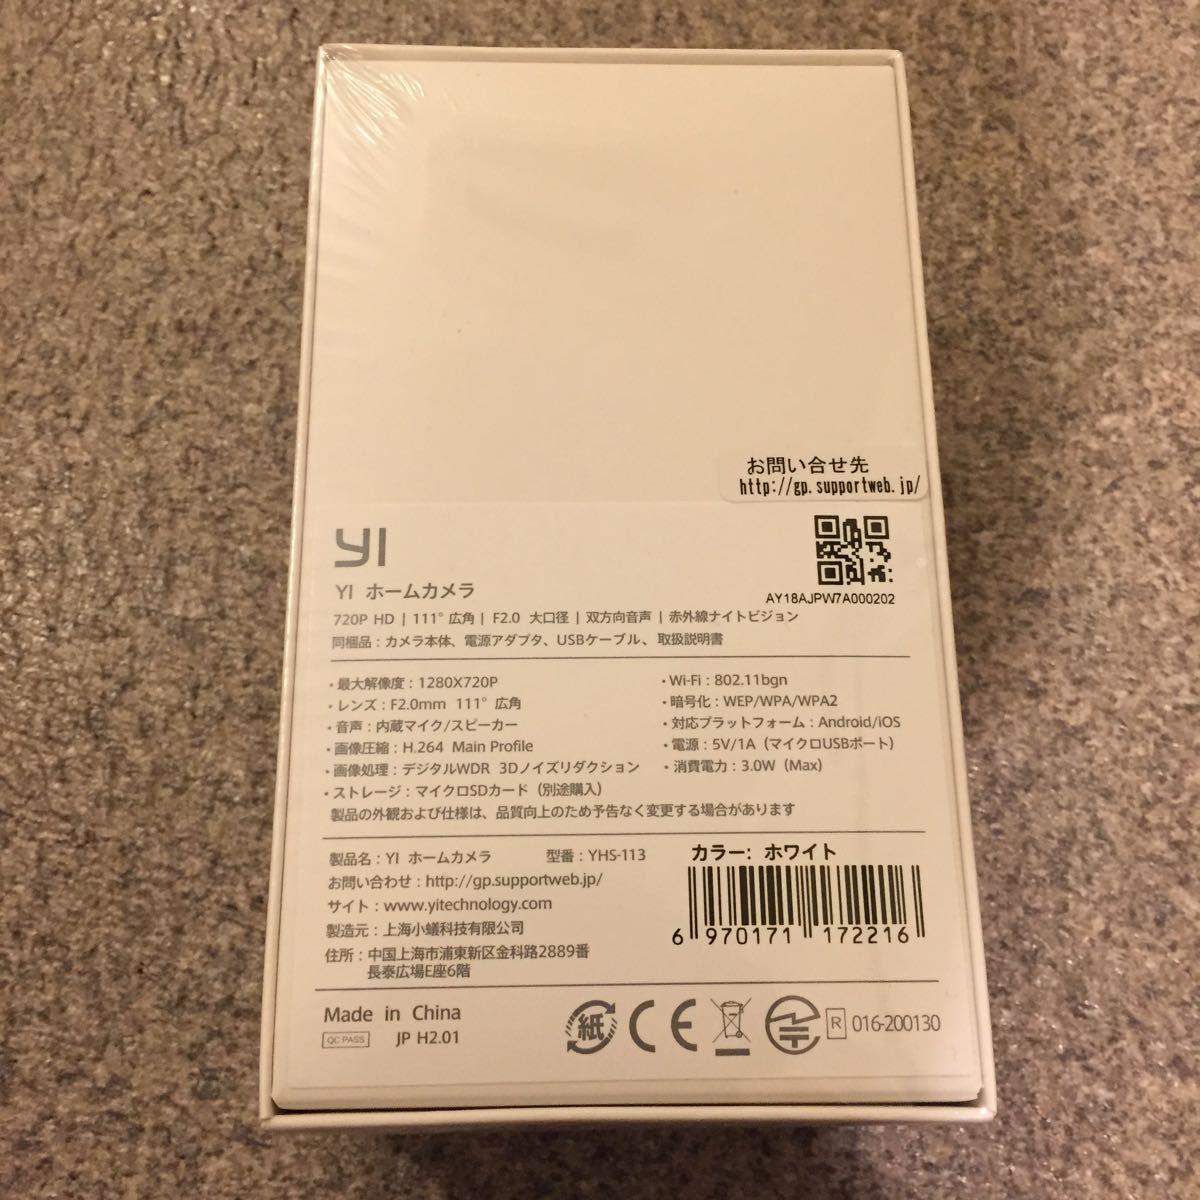 お問い合せ先
http://gp.supportweb.jp/
YI
YI ホームカメラ
AY18AJPW7A000202
720P HD | 111° 広角 | F2.0 大口径 | 双方向音声 | 赤外線ナイトビジョン
同梱品：カメラ本体、電源アダプタ、USBケーブル、取扱説明書
・最大解像度：1280X720P
・レンズ：F2.0mm 111° 広角
・音声：内蔵マイク/スピーカー
・画像圧縮：H.264 Main Profile
・画像処理：デジタルWDR 3Dノイズリダクション
・ストレージ：マイクロSDカード（別途購入）
・Wi-Fi：802.11bgn
・暗号化：WEP/WPA/WPA2
・対応プラットフォーム：Android/iOS
・電源：5V/1A（マイクロUSBポート）
・消費電力：3.0W (Max)
製品の外観および仕様は、品質向上のため予告なく変更する場合があります
製品名：YI ホームカメラ 型番：YHS-113
お問い合わせ：http://gp.supportweb.jp/
サイト：www.yitechnology.com
製造元：上海小蟻科技有限公司
住所：中国上海市浦東新区金科路2889番
長泰広場E座6階
カラー: ホワイト
6 970171 172216
Made in China
QC PASS JP H2.01
紙
CE
R 016-200130